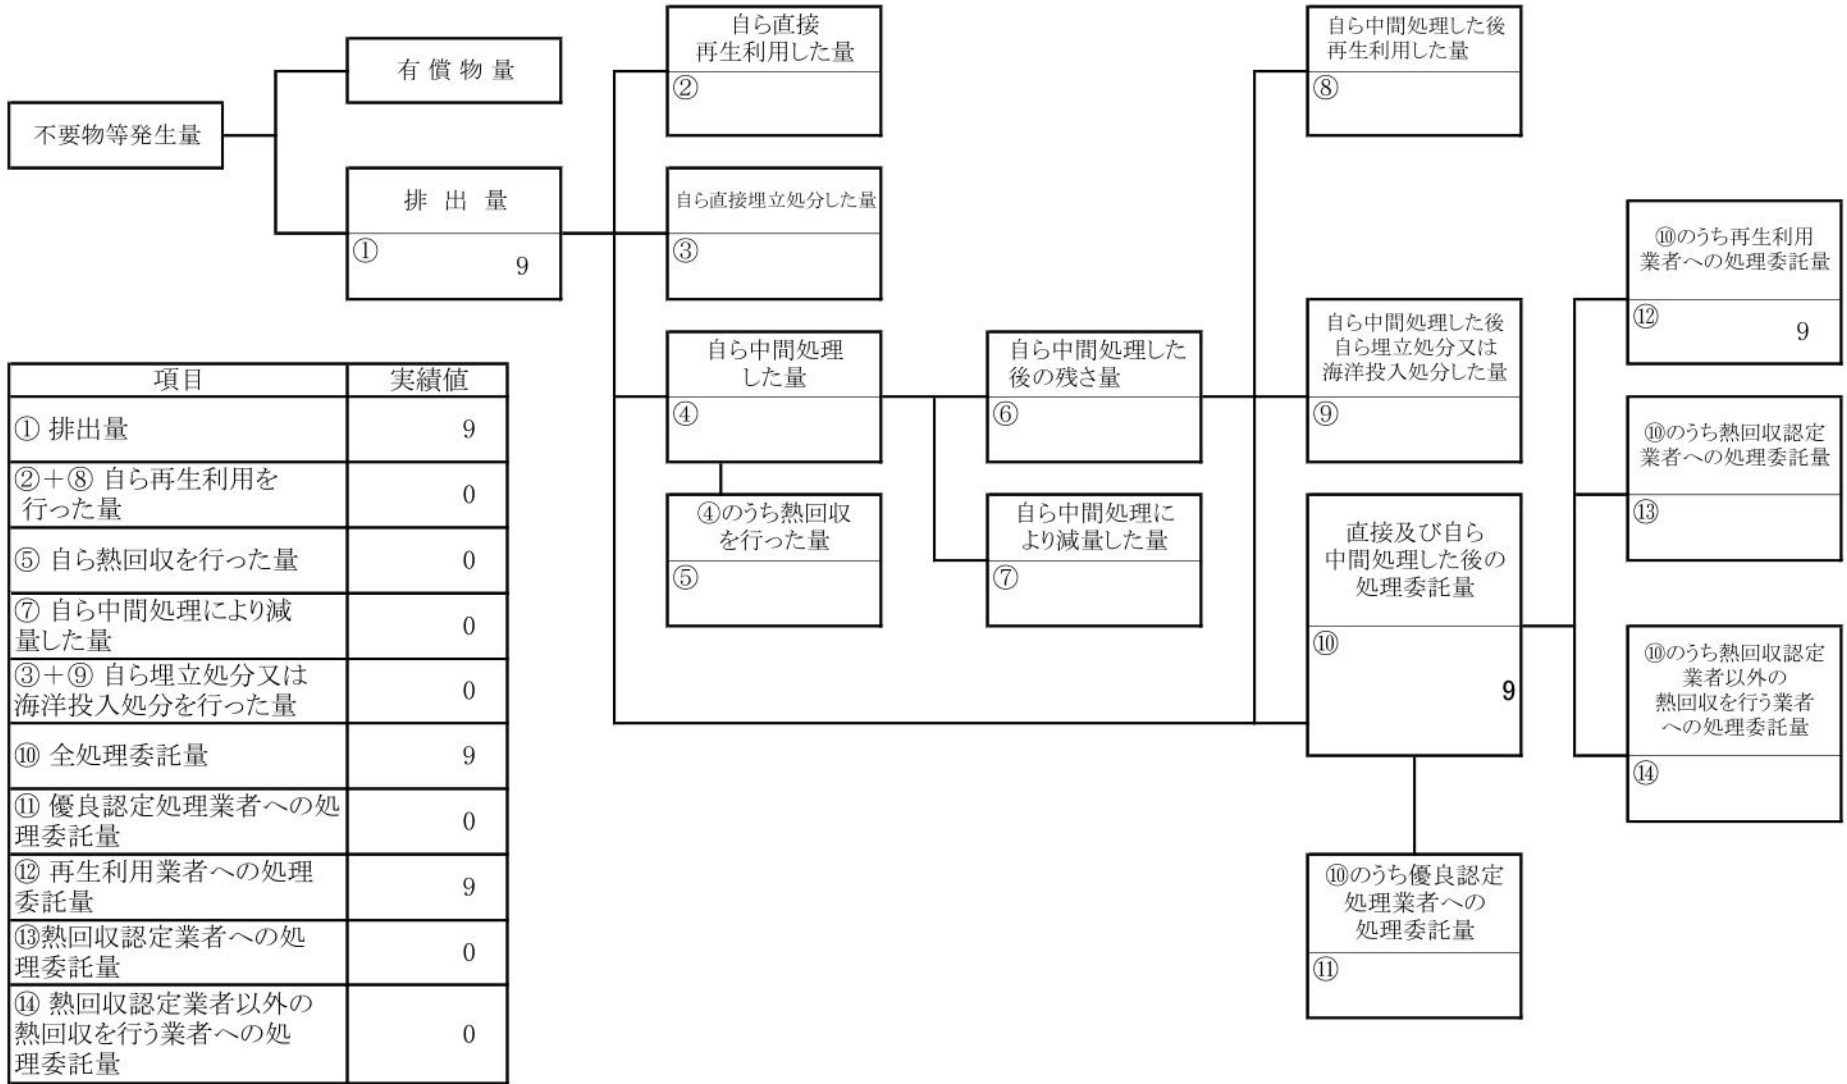 不要物等発生量
有償物量
排出量
①
9
自ら直接
再生利用した量
②
自ら直接埋立処分した量
③
自ら中間処理
した量
④
④のうち熱回収
を行った量
⑤
自ら中間処理した
後の残さ量
⑥
自ら中間処理に
より減量した量
⑦
自ら中間処理した後
再生利用した量
⑧
自ら中間処理した後
自ら埋立処分又は
海洋投入処分した量
⑨
直接及び自ら
中間処理した後の
処理委託量
⑩
9
⑩のうち優良認定
処理業者への
処理委託量
⑪
⑩のうち再生利用
業者への処理委託量
⑫
9
⑩のうち熱回収認定
業者への処理委託量
⑬
⑩のうち熱回収認定
業者以外の
熱回収を行う業者
への処理委託量
⑭
項目 実績値
① 排出量 9
②+⑧ 自ら再生利用を
行った量 0
⑤ 自ら熱回収を行った量 0
⑦ 自ら中間処理により減
量した量 0
③+⑨ 自ら埋立処分又は
海洋投入処分を行った量 0
⑩ 全処理委託量 9
⑪ 優良認定処理業者への処
理委託量 0
⑫ 再生利用業者への処理
委託量 9
⑬熱回収認定業者への処
理委託量 0
⑭ 熱回収認定業者以外の
熱回収を行う業者への処
理委託量 0